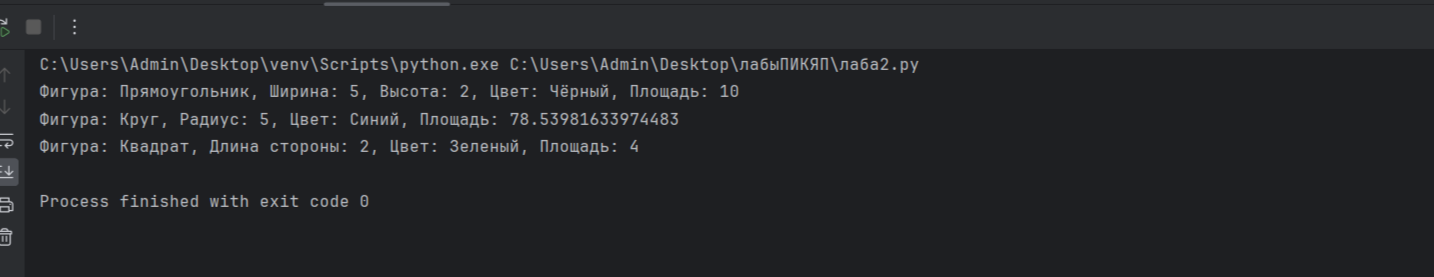 C:\Users\Admin\Desktop\venv\Scripts\python.exe C:\Users\Admin\Desktop\лабыПИКЯП\лаба2.py
Фигура: Прямоугольник, Ширина: 5, Высота: 2, Цвет: Чёрный, Площадь: 10
Фигура: Круг, Радиус: 5, Цвет: Синий, Площадь: 78.53981633974483
Фигура: Квадрат, Длина стороны: 2, Цвет: Зеленый, Площадь: 4
Process finished with exit code 0